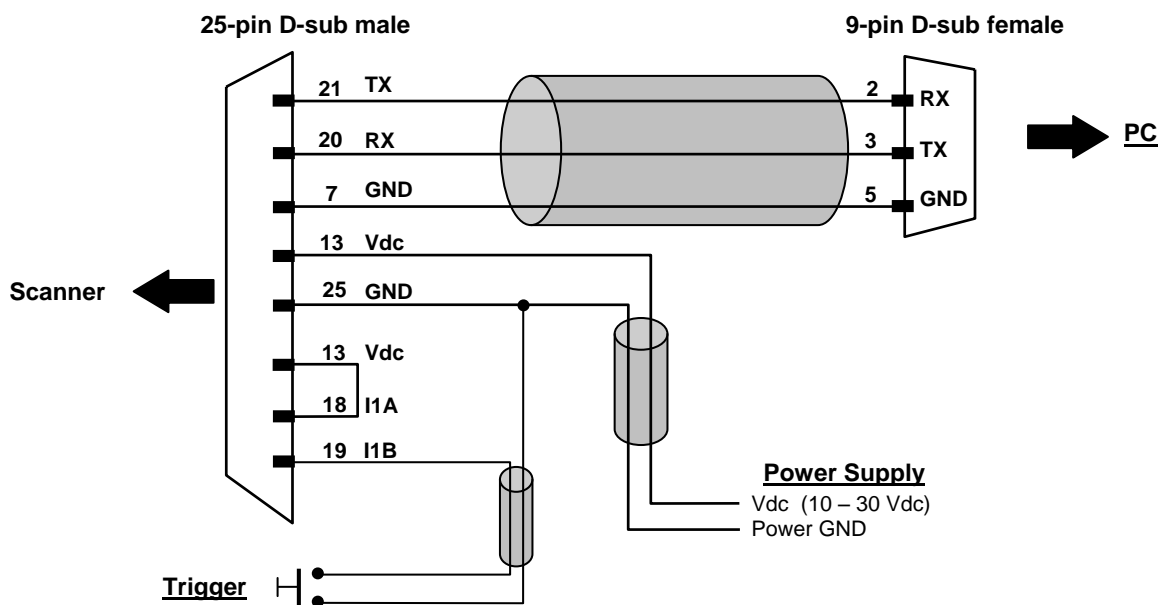 25-pin D-sub male
9-pin D-sub female
21 TX
2 RX
20 RX
3 TX
PC
7 GND
5 GND
13 Vdc
Scanner
25 GND
13 Vdc
18 I1A
19 I1B
Power Supply
Vdc (10 – 30 Vdc)
Power GND
Trigger